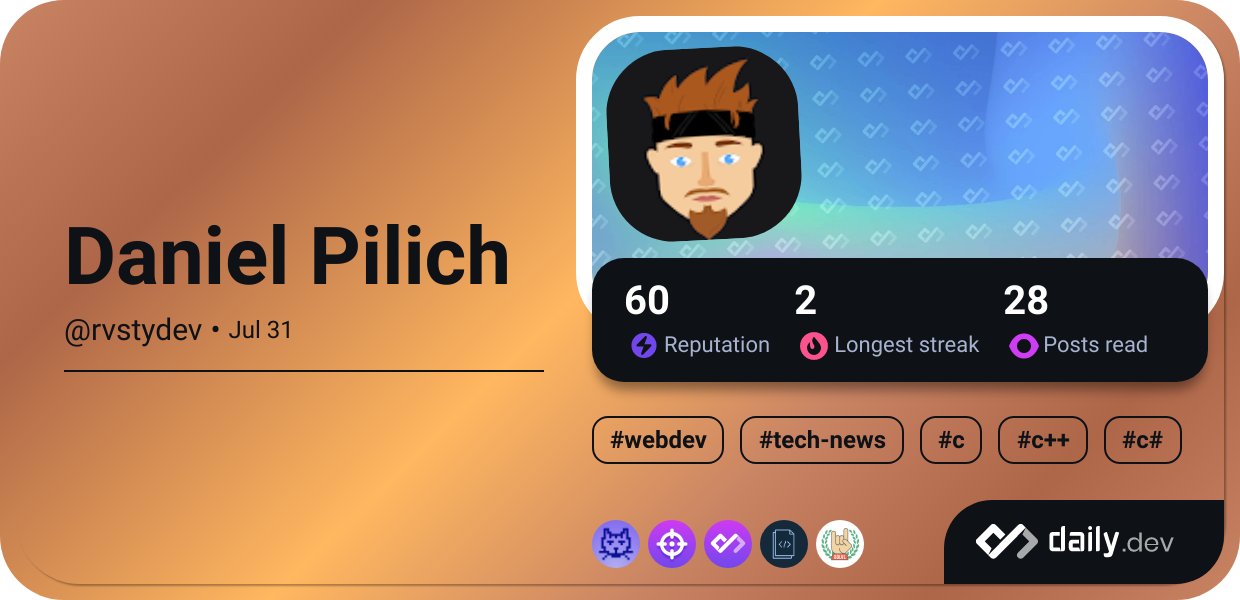 Daniel Pilich
@rvstydev • Jul 31
60 2 28
Reputation Longest streak Posts read
#webdev #tech-news #c #c++ #c#
daily.dev